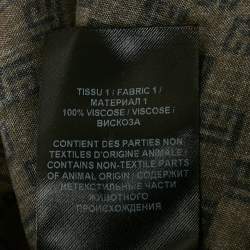 TISSU 1 / FABRIC 1 /
МАТЕРИАЛ 1
100% VISCOSE / VISCOSE /
ВИСКОЗА
CONTIENT DES PARTIES NON
TEXTILES D'ORIGINE ANIMALE /
CONTAINS NON-TEXTILE PARTS
OF ANIMAL ORIGIN / СОДЕРЖИТ
НЕТЕКСТИЛЬНЫЕ ЧАСТИ
ЖИВОТНОГО
ПРОИСХОЖДЕНИЯ